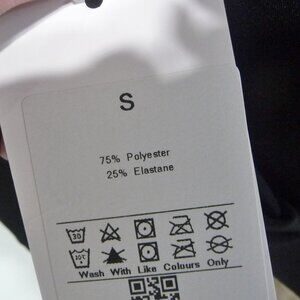 S
75% Polyester
25% Elastane
30
30°C
Wash With Like Colours Only